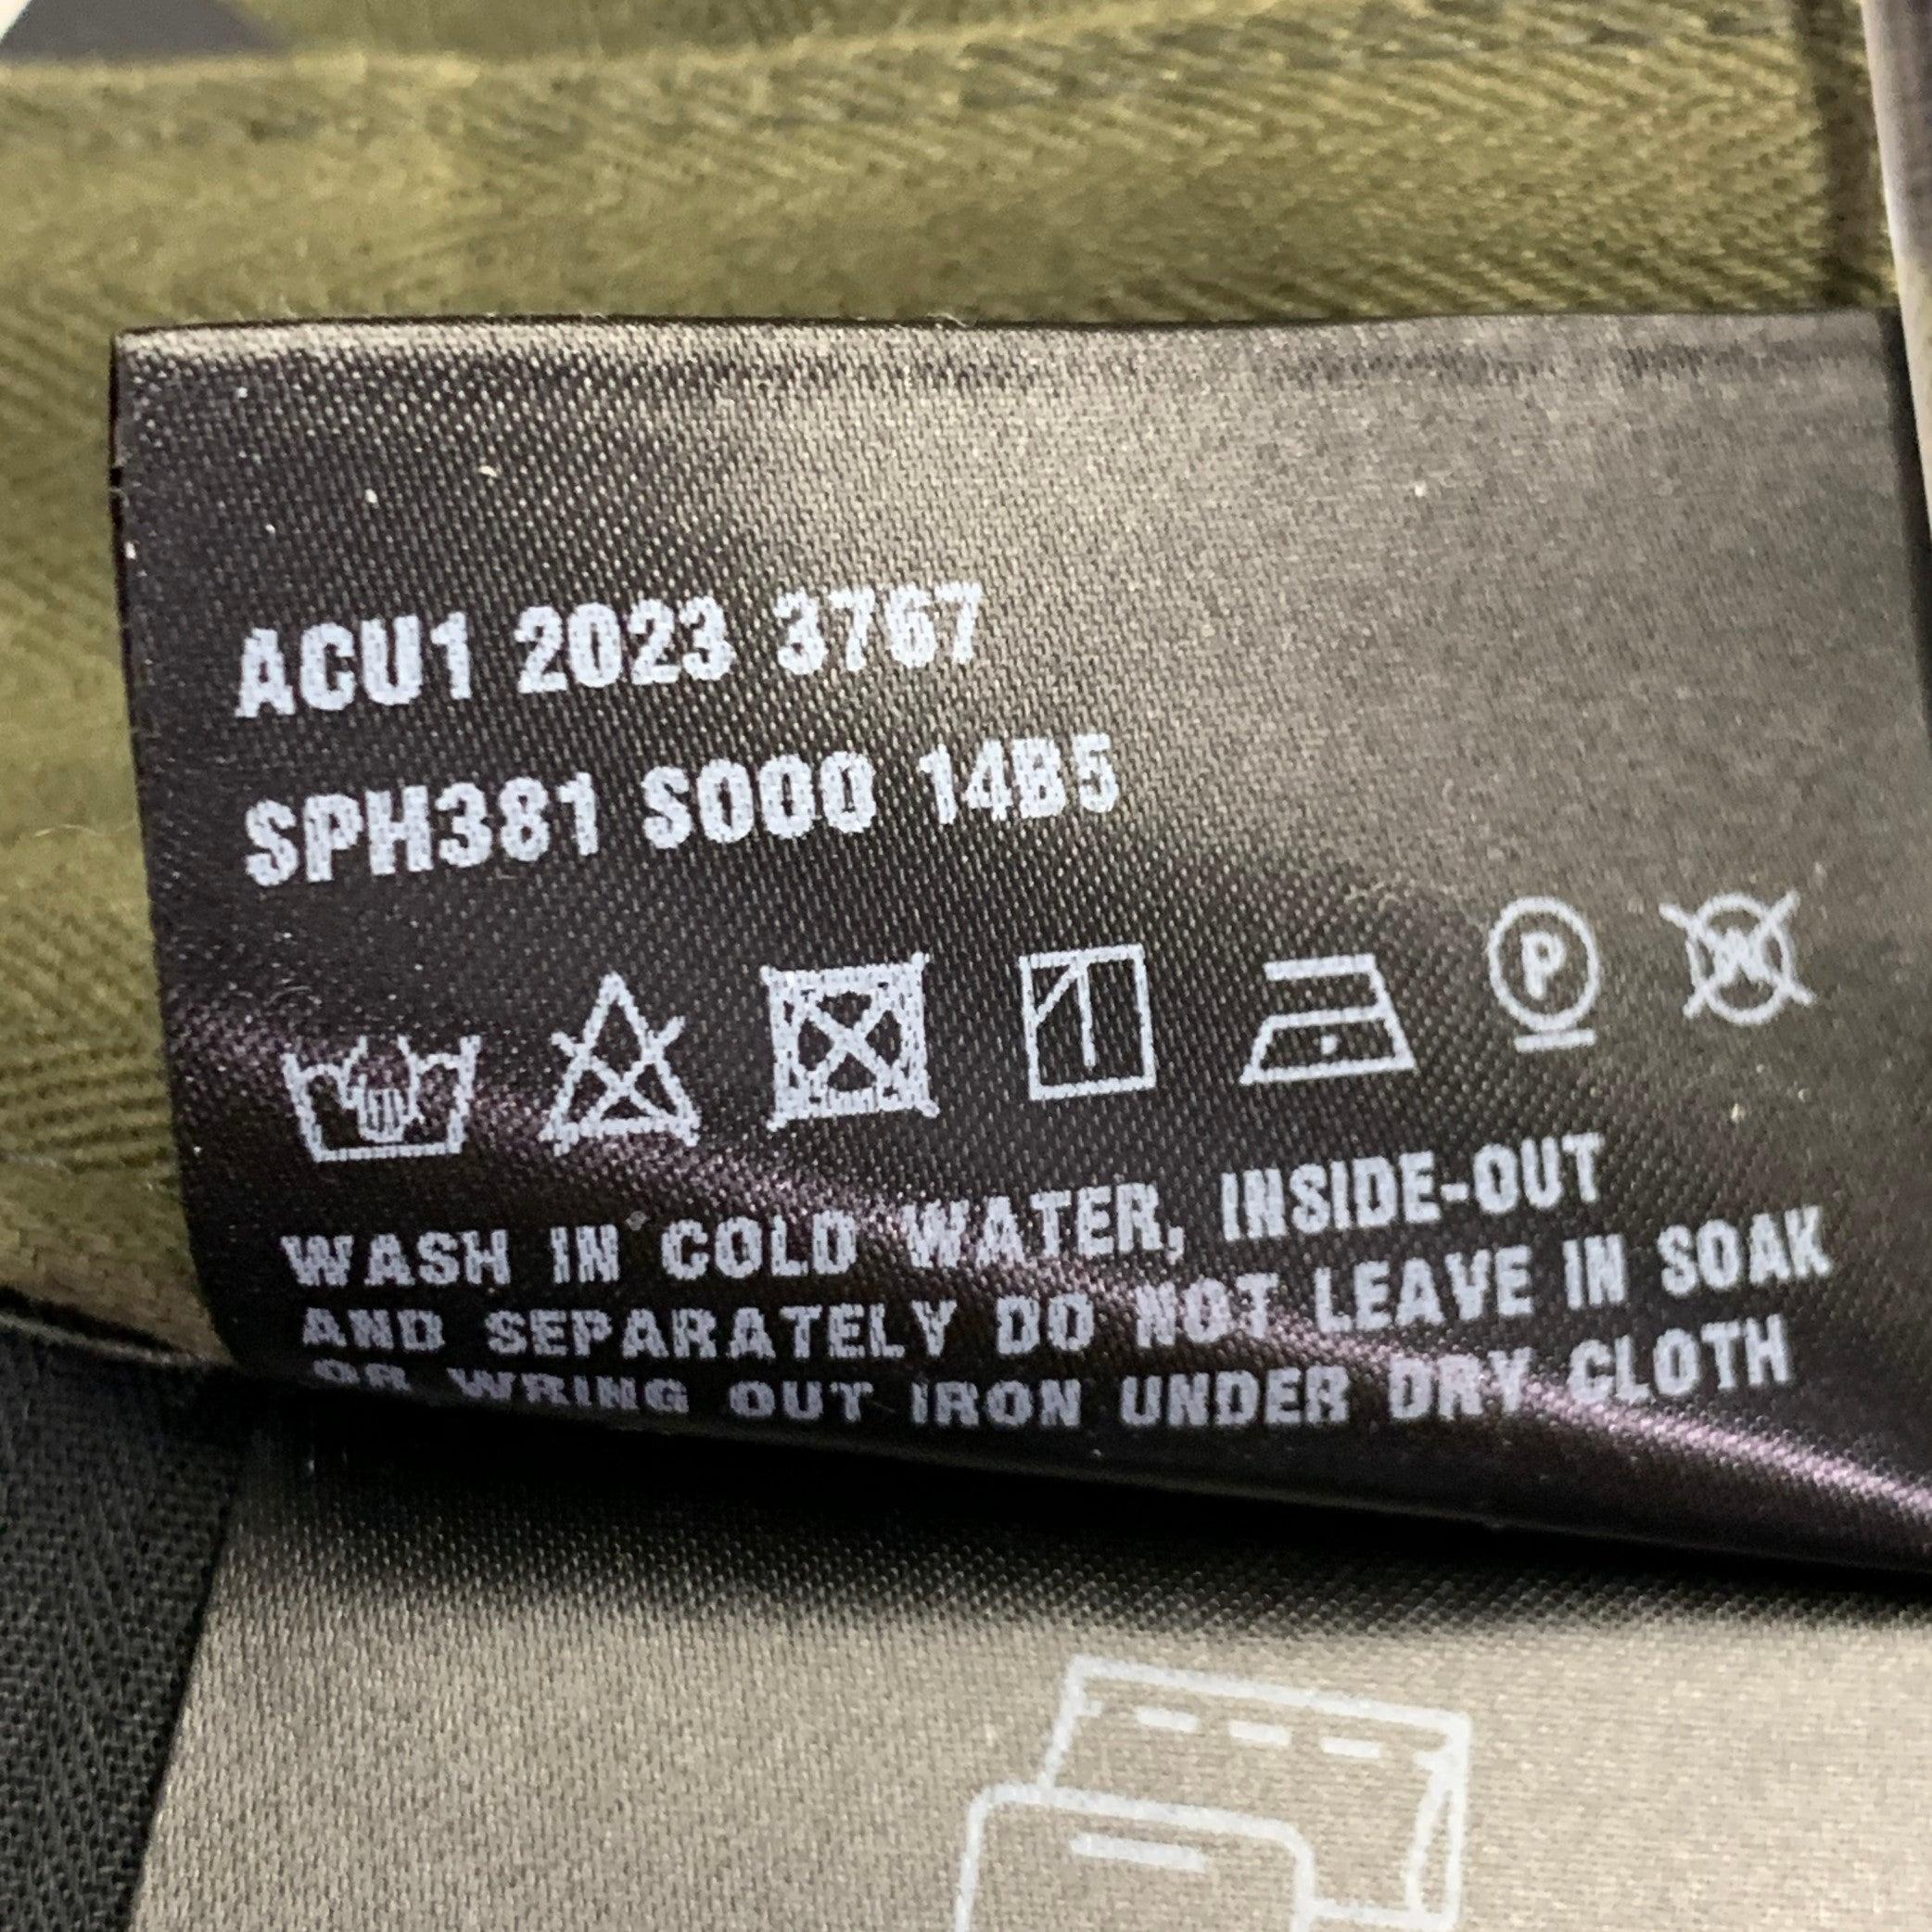 ACU1 2023 3767
SPH381 S000 14B5
P
W
WASH IN COLD WATER, INSIDE-OUT
AND SEPARATELY DO NOT LEAVE IN SOAK
OR WRING OUT IRON UNDER DRY CLOTH